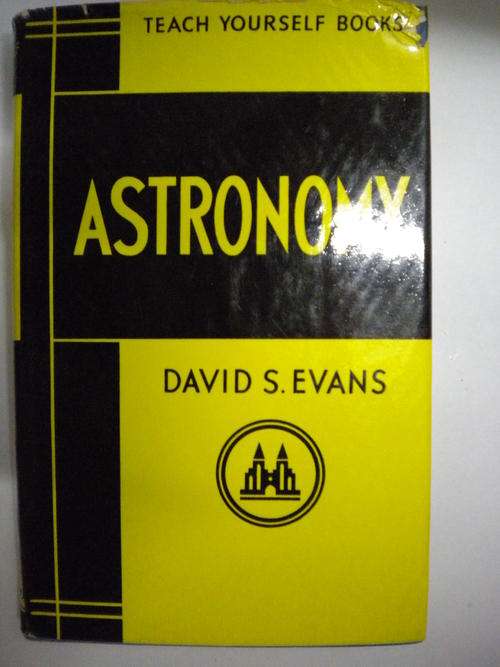 TEACH YOURSELF BOOKS
ASTRONOMY
DAVID S. EVANS